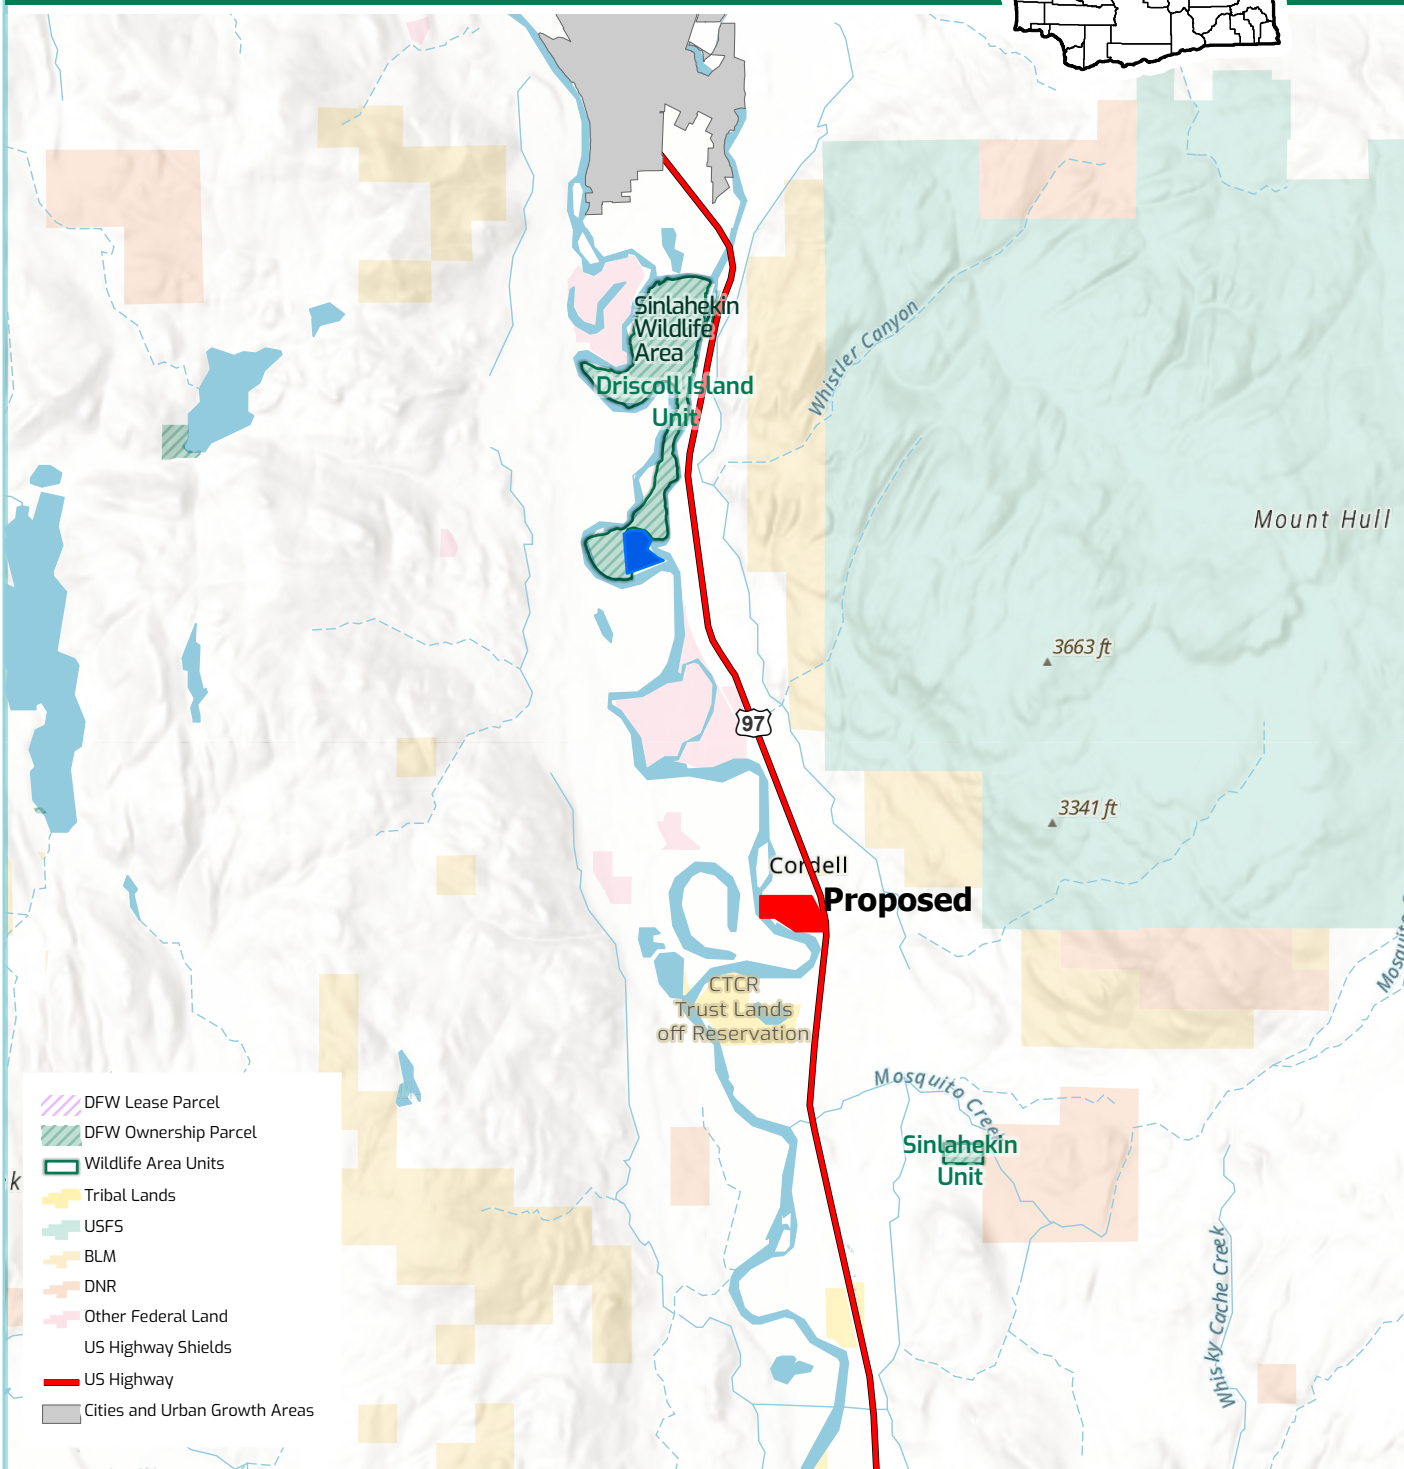 Sinlahekin
Wildlife
Area
Driscoll Island
Unit
Whistler Canyon
Mount Hull
3663 ft
97
3341 ft
Cordell
Proposed
CTCR
Trust Lands
off Reservation
Mosquito Creek
Sinlahekin
Unit
Whisky Cache Creek
k
DFW Lease Parcel
DFW Ownership Parcel
Wildlife Area Units
Tribal Lands
USFS
BLM
DNR
Other Federal Land
US Highway Shields
US Highway
Cities and Urban Growth Areas
Mosquito